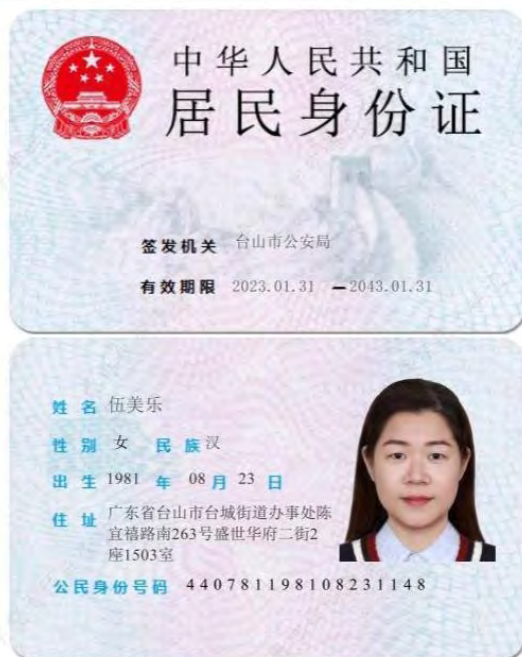 中华人民共和国
居民身份证
签发机关 台山市公安局
有效期限 2023.01.31 —2043.01.31
姓名 伍美乐
性别 女 民族 汉
出生 1981 年 08 月 23 日
住址 广东省台山市台城街道办事处陈
宜禧路南263号盛世华府二街2
座1503室
公民身份号码 440781198108231148